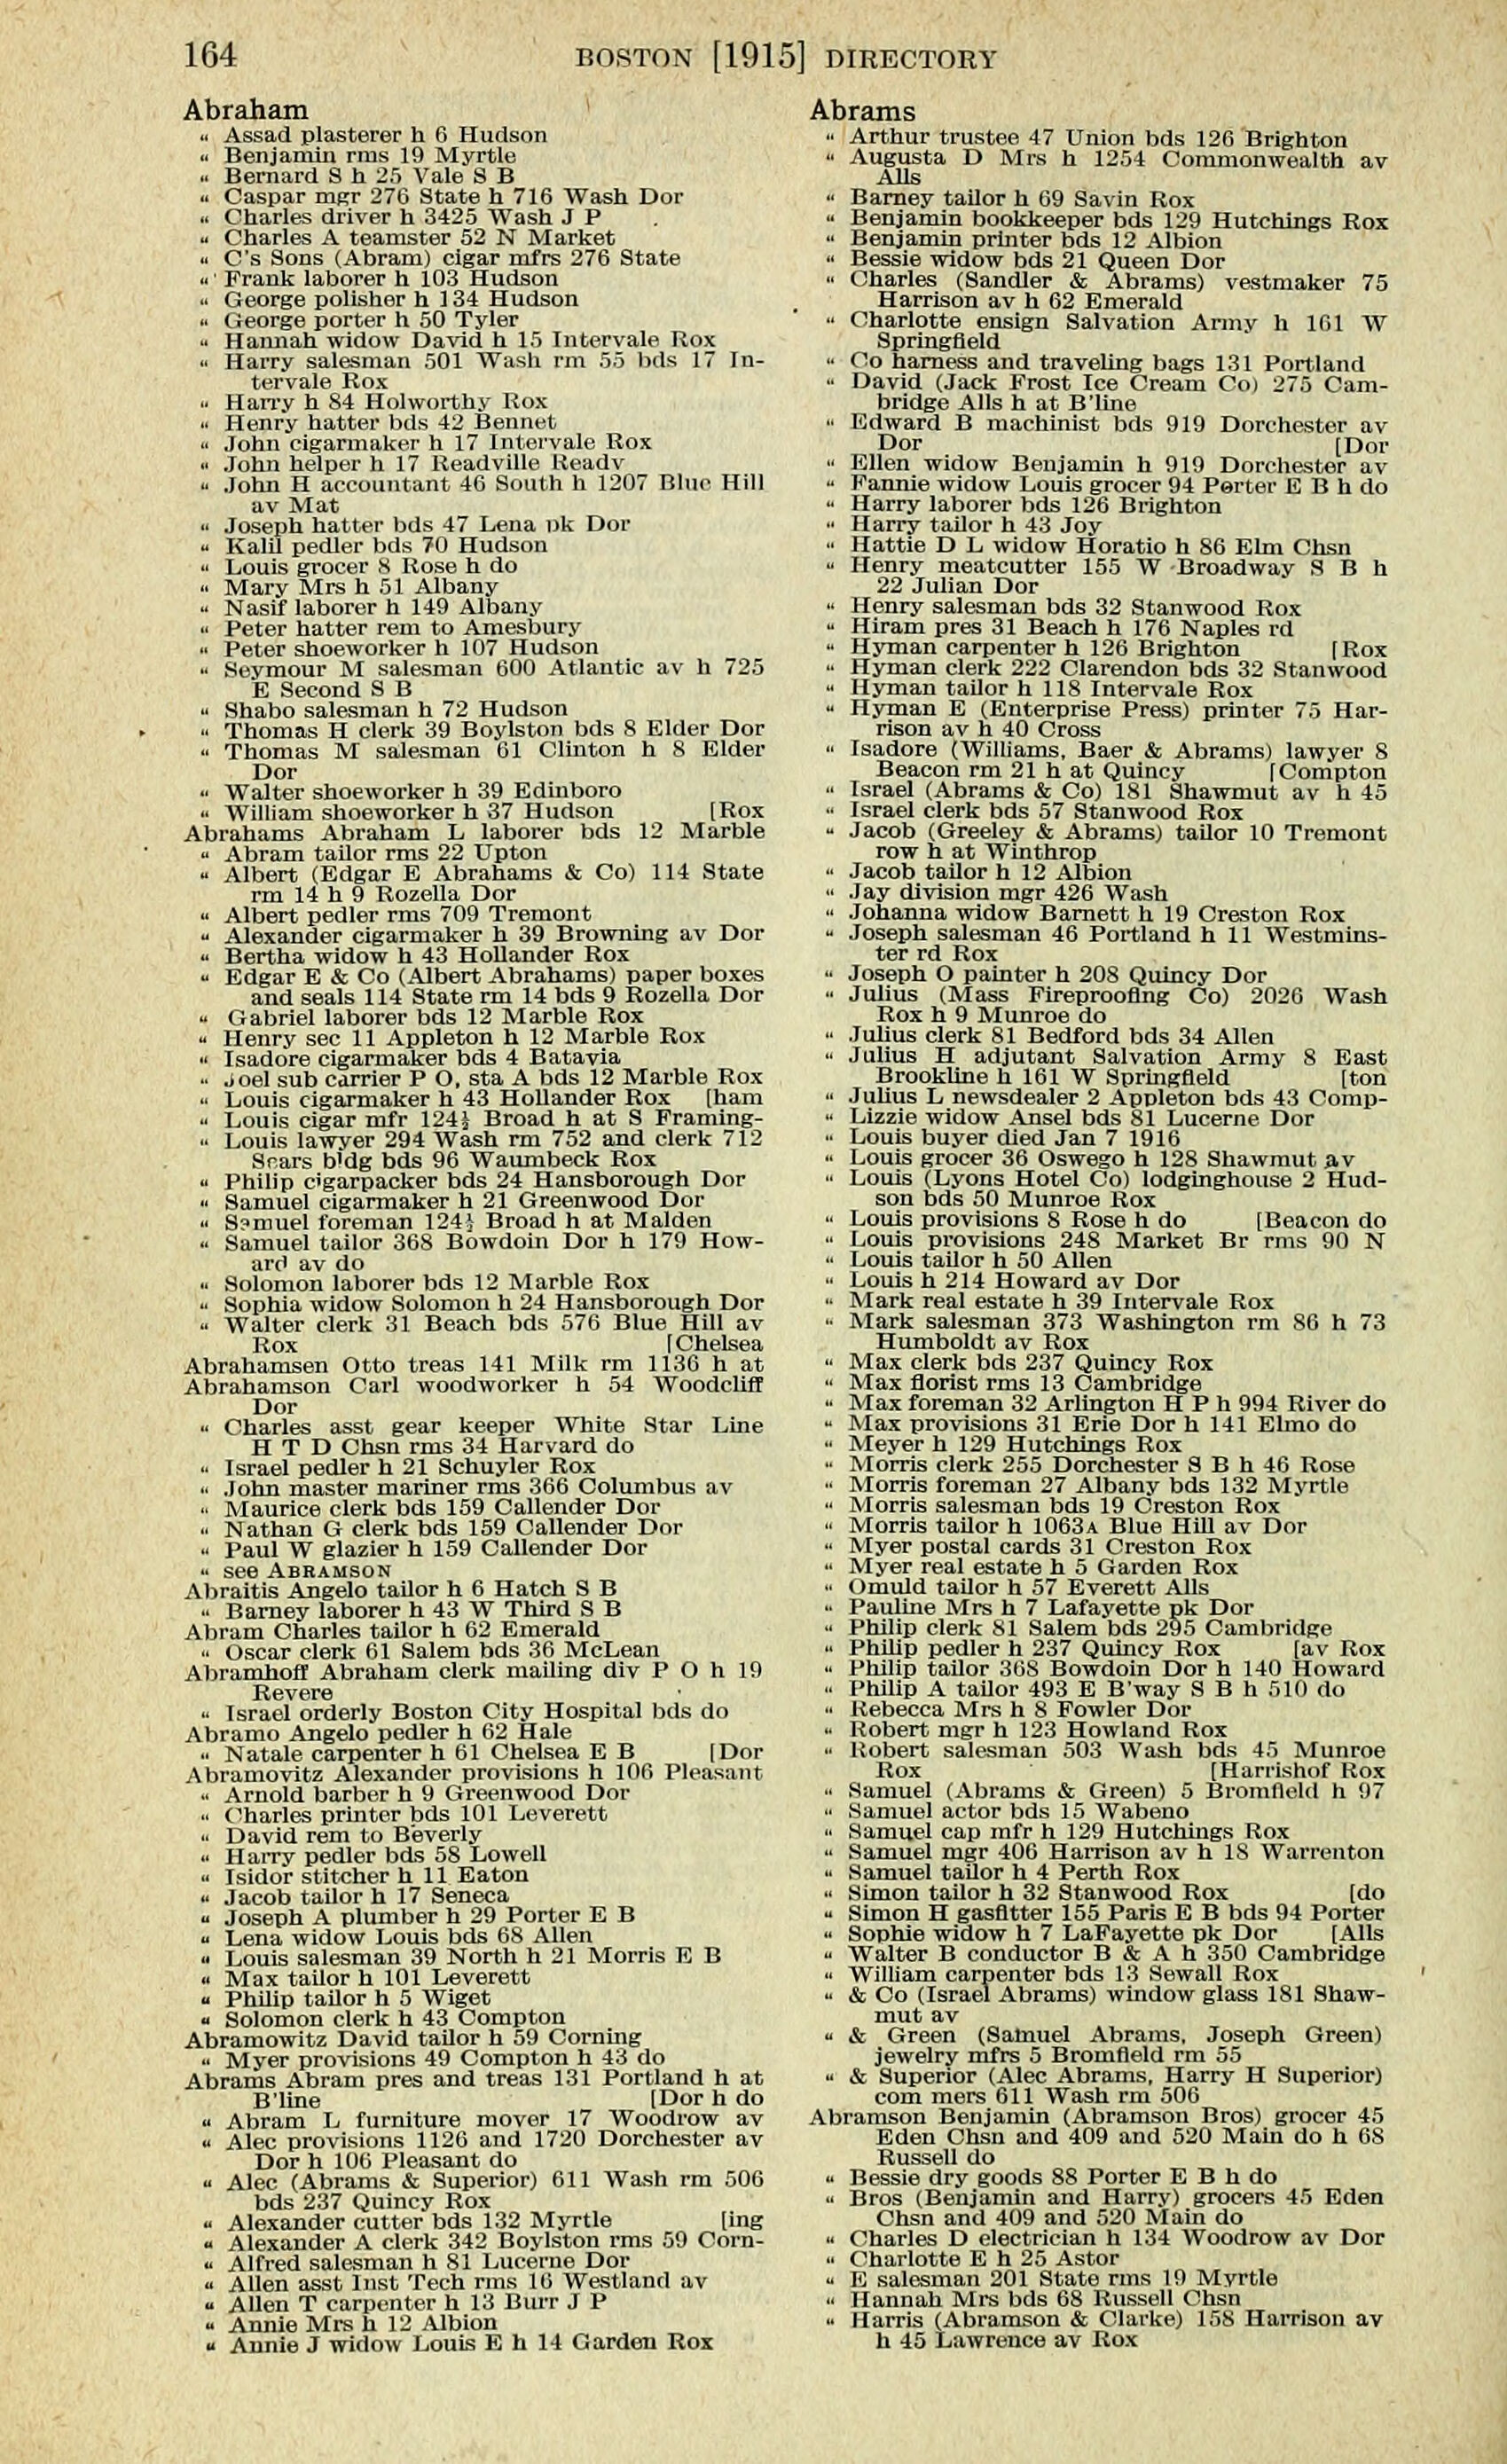 164
BOSTON [1915] DIRECTORY
Abraham
" Assad plasterer h 6 Hudson
" Benjamin rms 19 Myrtle
" Bernard S h 25 Vale S B
" Caspar mgr 276 State h 716 Wash Dor
" Charles driver h 3425 Wash J P
" Charles A teamster 52 N Market
" C's Sons (Abram) cigar mfrs 276 State
" Frank laborer h 103 Hudson
" George polisher h 134 Hudson
" George porter h 50 Tyler
" Hannah widow David h 15 Intervale Rox
" Harry salesman 501 Wash rm 55 bds 17 In-
tervale Rox
" Harry h 84 Holworthy Rox
" Henry hatter bds 42 Bennet
" John cigarmaker h 17 Intervale Rox
" John helper h 17 Readville Readv
" John H accountant 46 South h 1207 Blue Hill
av Mat
" Joseph hatter bds 47 Lena pk Dor
" Kalil pedler bds 70 Hudson
" Louis grocer 8 Rose h do
" Mary Mrs h 51 Albany
" Nasif laborer h 149 Albany
" Peter hatter rem to Amesbury
" Peter shoeworker h 107 Hudson
" Seymour M salesman 600 Atlantic av h 725
E Second S B
" Shabo salesman h 72 Hudson
" Thomas H clerk 39 Boylston bds 8 Elder Dor
" Thomas M salesman 61 Clinton h 8 Elder
Dor
" Walter shoeworker h 39 Edinboro
" William shoeworker h 37 Hudson [Rox
Abrahams Abraham L laborer bds 12 Marble
" Abram tailor rms 22 Upton
" Albert (Edgar E Abrahams & Co) 114 State
rm 14 h 9 Rozella Dor
" Albert pedler rms 709 Tremont
" Alexander cigarmaker h 39 Browning av Dor
" Bertha widow h 43 Hollander Rox
" Edgar E & Co (Albert Abrahams) paper boxes
and seals 114 State rm 14 bds 9 Rozella Dor
" Gabriel laborer bds 12 Marble Rox
" Henry sec 11 Appleton h 12 Marble Rox
" Isadore cigarmaker bds 4 Batavia
" Joel sub carrier P O, sta A bds 12 Marble Rox
" Louis cigarmaker h 43 Hollander Rox [ham
" Louis cigar mfr 124½ Broad h at S Framing-
" Louis lawyer 294 Wash rm 752 and clerk 712
Sears bldg bds 96 Waumbeck Rox
" Philip cigarpacker bds 24 Hansborough Dor
" Samuel cigarmaker h 21 Greenwood Dor
" Samuel foreman 124½ Broad h at Malden
" Samuel tailor 368 Bowdoin Dor h 179 How-
ard av do
" Solomon laborer bds 12 Marble Rox
" Sophia widow Solomon h 24 Hansborough Dor
" Walter clerk 31 Beach bds 576 Blue Hill av
Rox [Chelsea
Abrahamsen Otto treas 141 Milk rm 1136 h at
Abrahamson Carl woodworker h 54 Woodcliff
Dor
" Charles asst gear keeper White Star Line
H T D Chsn rms 34 Harvard do
" Israel pedler h 21 Schuyler Rox
" John master mariner rms 366 Columbus av
" Maurice clerk bds 159 Callender Dor
" Nathan G clerk bds 159 Callender Dor
" Paul W glazier h 159 Callender Dor
" see ABRAMSON
Abraitis Angelo tailor h 6 Hatch S B
" Barney laborer h 43 W Third S B
Abram Charles tailor h 62 Emerald
" Oscar clerk 61 Salem bds 36 McLean
Abramhoff Abraham clerk mailing div P O h 19
Revere
" Israel orderly Boston City Hospital bds do
Abramo Angelo pedler h 62 Hale
" Natale carpenter h 61 Chelsea E B [Dor
Abramovitz Alexander provisions h 106 Pleasant
" Arnold barber h 9 Greenwood Dor
" Charles printer bds 101 Leverett
" David rem to Beverly
" Harry pedler bds 58 Lowell
" Isidor stitcher h 11 Eaton
" Jacob tailor h 17 Seneca
" Joseph A plumber h 29 Porter E B
" Lena widow Louis bds 68 Allen
" Louis salesman 39 North h 21 Morris E B
" Max tailor h 101 Leverett
" Philip tailor h 5 Wiget
" Solomon clerk h 43 Compton
Abramowitz David tailor h 59 Corning
" Myer provisions 49 Compton h 43 do
Abrams Abram pres and treas 131 Portland h at
B'line [Dor h do
" Abram L furniture mover 17 Woodrow av
" Alec provisions 1126 and 1720 Dorchester av
Dor h 106 Pleasant do
" Alec (Abrams & Superior) 611 Wash rm 506
bds 237 Quincy Rox
" Alexander cutter bds 132 Myrtle [ing
" Alexander A clerk 342 Boylston rms 59 Corn-
" Alfred salesman h 81 Lucerne Dor
" Allen asst Inst Tech rms 16 Westland av
" Allen T carpenter h 13 Burr J P
" Annie Mrs h 12 Albion
" Annie J widow Louis E h 14 Garden Rox
Abrams
" Arthur trustee 47 Union bds 126 Brighton
" Augusta D Mrs h 1254 Commonwealth av
Alls
" Barney tailor h 69 Savin Rox
" Benjamin bookkeeper bds 129 Hutchings Rox
" Benjamin printer bds 12 Albion
" Bessie widow bds 21 Queen Dor
" Charles (Sandler & Abrams) vestmaker 75
Harrison av h 62 Emerald
" Charlotte ensign Salvation Army h 161 W
Springfield
" Co harness and traveling bags 131 Portland
" David (Jack Frost Ice Cream Co) 275 Cam-
bridge Alls h at B'line
" Edward B machinist bds 919 Dorchester av
Dor [Dor
" Ellen widow Benjamin h 919 Dorchester av
" Fannie widow Louis grocer 94 Porter E B h do
" Harry laborer bds 126 Brighton
" Harry tailor h 43 Joy
" Hattie D L widow Horatio h 86 Elm Chsn
" Henry meatcutter 155 W Broadway S B h
22 Julian Dor
" Henry salesman bds 32 Stanwood Rox
" Hiram pres 31 Beach h 176 Naples rd
" Hyman carpenter h 126 Brighton [Rox
" Hyman clerk 222 Clarendon bds 32 Stanwood
" Hyman tailor h 118 Intervale Rox
" Hyman E (Enterprise Press) printer 75 Har-
rison av h 40 Cross
" Isadore (Williams, Baer & Abrams) lawyer 8
Beacon rm 21 h at Quincy [Compton
" Israel (Abrams & Co) 181 Shawmut av h 45
" Israel clerk bds 57 Stanwood Rox
" Jacob (Greeley & Abrams) tailor 10 Tremont
row h at Winthrop
" Jacob tailor h 12 Albion
" Jay division mgr 426 Wash
" Johanna widow Barnett h 19 Creston Rox
" Joseph salesman 46 Portland h 11 Westmins-
ter rd Rox
" Joseph O painter h 208 Quincy Dor
" Julius (Mass Fireproofing Co) 2026 Wash
Rox h 9 Munroe do
" Julius clerk 81 Bedford bds 34 Allen
" Julius H adjutant Salvation Army 8 East
Brookline h 161 W Springfield [ton
" Julius L newsdealer 2 Appleton bds 43 Comp-
" Lizzie widow Ansel bds 81 Lucerne Dor
" Louis buyer died Jan 7 1916
" Louis grocer 36 Oswego h 128 Shawmut av
" Louis (Lyons Hotel Co) lodginghouse 2 Hud-
son bds 50 Munroe Rox
" Louis provisions 8 Rose h do [Beacon do
" Louis provisions 248 Market Br rms 90 N
" Louis tailor h 50 Allen
" Louis h 214 Howard av Dor
" Mark real estate h 39 Intervale Rox
" Mark salesman 373 Washington rm 86 h 73
Humboldt av Rox
" Max clerk bds 237 Quincy Rox
" Max florist rms 13 Cambridge
" Max foreman 32 Arlington H P h 994 River do
" Max provisions 31 Erie Dor h 141 Elmo do
" Meyer h 129 Hutchings Rox
" Morris clerk 255 Dorchester S B h 46 Rose
" Morris foreman 27 Albany bds 132 Myrtle
" Morris salesman bds 19 Creston Rox
" Morris tailor h 1063A Blue Hill av Dor
" Myer postal cards 31 Creston Rox
" Myer real estate h 5 Garden Rox
" Omuld tailor h 57 Everett Alls
" Pauline Mrs h 7 Lafayette pk Dor
" Philip clerk 81 Salem bds 295 Cambridge
" Philip pedler h 237 Quincy Rox [av Rox
" Philip tailor 368 Bowdoin Dor h 140 Howard
" Philip A tailor 493 E B'way S B h 510 do
" Rebecca Mrs h 8 Fowler Dor
" Robert mgr h 123 Howland Rox
" Robert salesman 503 Wash bds 45 Munroe
Rox [Harrishof Rox
" Samuel (Abrams & Green) 5 Bromfield h 97
" Samuel actor bds 15 Wabeno
" Samuel cap mfr h 129 Hutchings Rox
" Samuel mgr 406 Harrison av h 18 Warrenton
" Samuel tailor h 4 Perth Rox
" Simon tailor h 32 Stanwood Rox [do
" Simon H gasfitter 155 Paris E B bds 94 Porter
" Sophie widow h 7 LaFayette pk Dor [Alls
" Walter B conductor B & A h 350 Cambridge
" William carpenter bds 13 Sewall Rox
" & Co (Israel Abrams) window glass 181 Shaw-
mut av
" & Green (Samuel Abrams, Joseph Green)
jewelry mfrs 5 Bromfield rm 55
" & Superior (Alec Abrams, Harry H Superior)
com mers 611 Wash rm 506
Abramson Benjamin (Abramson Bros) grocer 45
Eden Chsn and 409 and 520 Main do h 68
Russell do
" Bessie dry goods 88 Porter E B h do
" Bros (Benjamin and Harry) grocers 45 Eden
Chsn and 409 and 520 Main do
" Charles D electrician h 134 Woodrow av Dor
" Charlotte E h 25 Astor
" E salesman 201 State rms 19 Myrtle
" Hannah Mrs bds 68 Russell Chsn
" Harris (Abramson & Clarke) 158 Harrison av
h 45 Lawrence av Rox